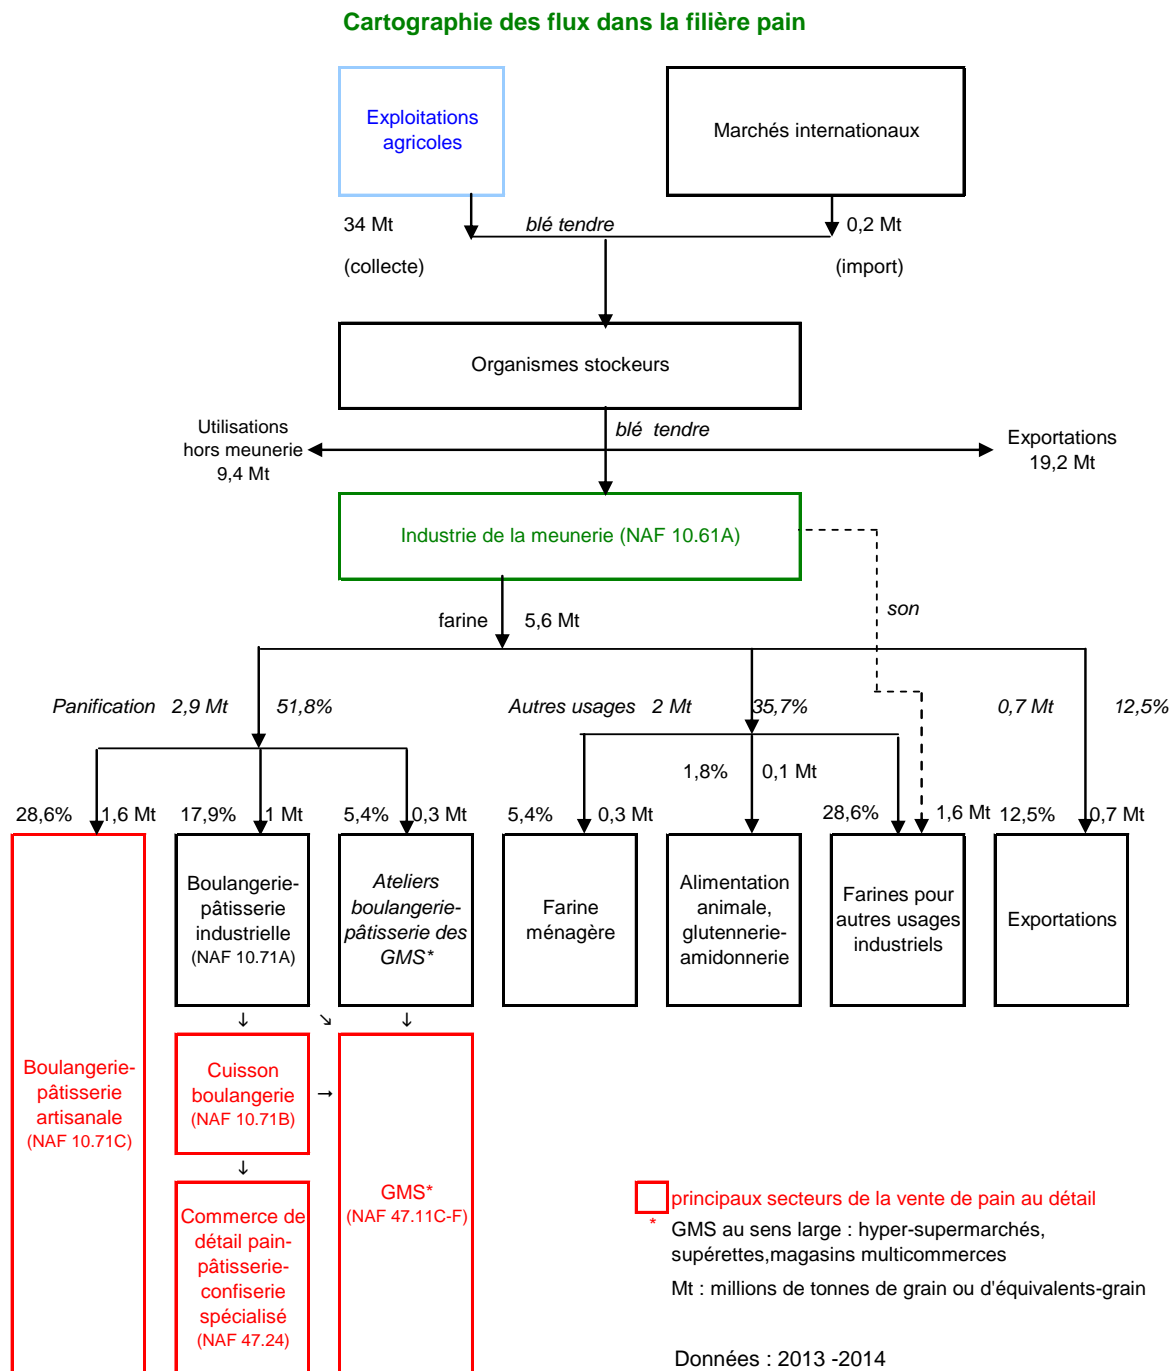 Cartographie des flux dans la filière pain
Exploitations
agricoles
Marchés internationaux
34 Mt
blé tendre
0,2 Mt
(collecte)
(import)
Organismes stockeurs
Utilisations
hors meunerie
9,4 Mt
blé tendre
Exportations
19,2 Mt
Industrie de la meunerie (NAF 10.61A)
son
farine
5,6 Mt
Panification 2,9 Mt
51,8%
Autres usages 2 Mt
35,7%
0,7 Mt
12,5%
1,8%
0,1 Mt
28,6%
1,6 Mt
17,9%
1 Mt
5,4%
0,3 Mt
5,4%
0,3 Mt
28,6%
1,6 Mt
12,5%
0,7 Mt
Boulangerie-
pâtisserie
industrielle
(NAF 10.71A)
Ateliers
boulangerie-
pâtisserie des
GMS*
Farine
ménagère
Alimentation
animale,
glutennerie-
amidonnerie
Farines pour
autres usages
industriels
Exportations
Boulangerie-
pâtisserie
artisanale
(NAF 10.71C)
Cuisson
boulangerie
(NAF 10.71B)
GMS*
(NAF 47.11C-F)
Commerce de
détail pain-
pâtisserie-
confiserie
spécialisé
(NAF 47.24)
principaux secteurs de la vente de pain au détail
* GMS au sens large : hyper-supermarchés,
supérettes,magasins multicommerces
Mt : millions de tonnes de grain ou d'équivalents-grain
Données : 2013 -2014